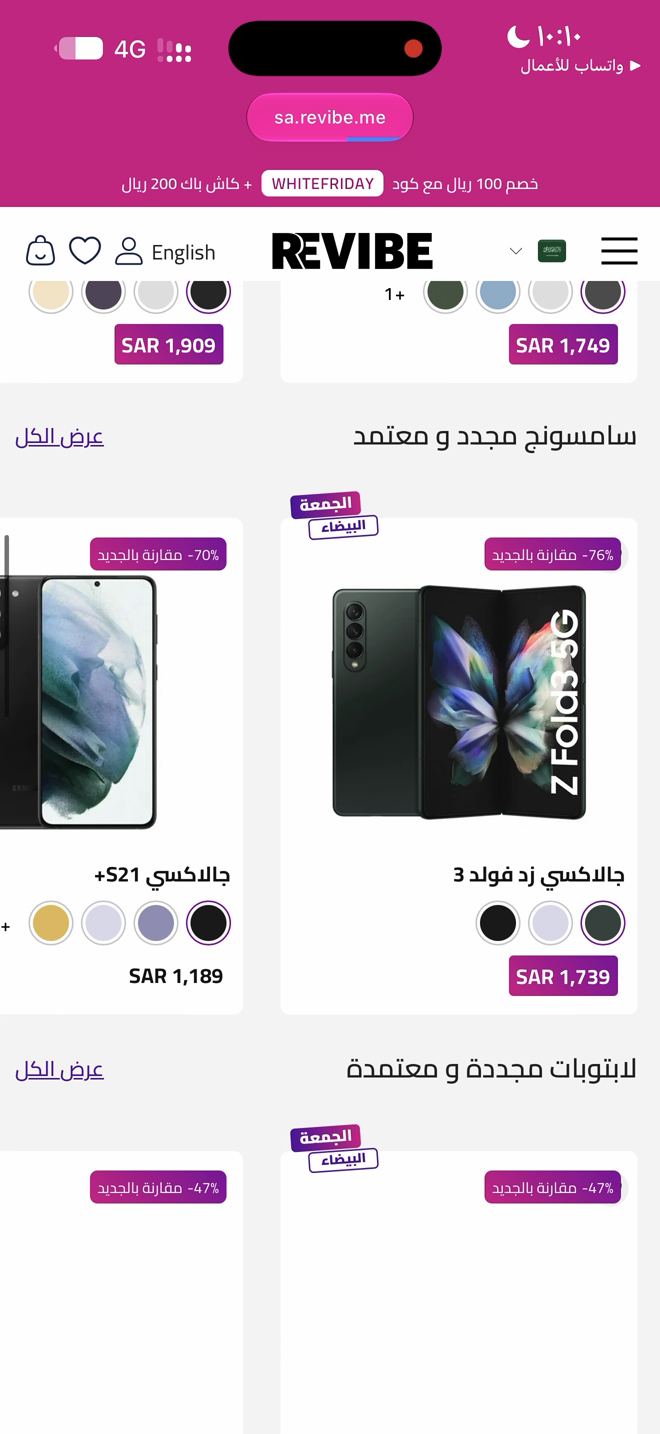 ١٠:١٠
4G
◀ واتساب للأعمال
sa.revibe.me
خصم 100 ريال مع كود WHITEFRIDAY + كاش باك 200 ريال
REVIBE
English
+1
SAR 1,749
SAR 1,909
سامسونج مجدد و معتمد
عرض الكل
الجمعة
البيضاء
-76% مقارنة بالجديد
-70% مقارنة بالجديد
Z Fold3 5G
جالاكسي زد فولد 3
جالاكسي S21+
+
SAR 1,739
SAR 1,189
لابتوبات مجددة و معتمدة
عرض الكل
الجمعة
البيضاء
-47% مقارنة بالجديد
-47% مقارنة بالجديد